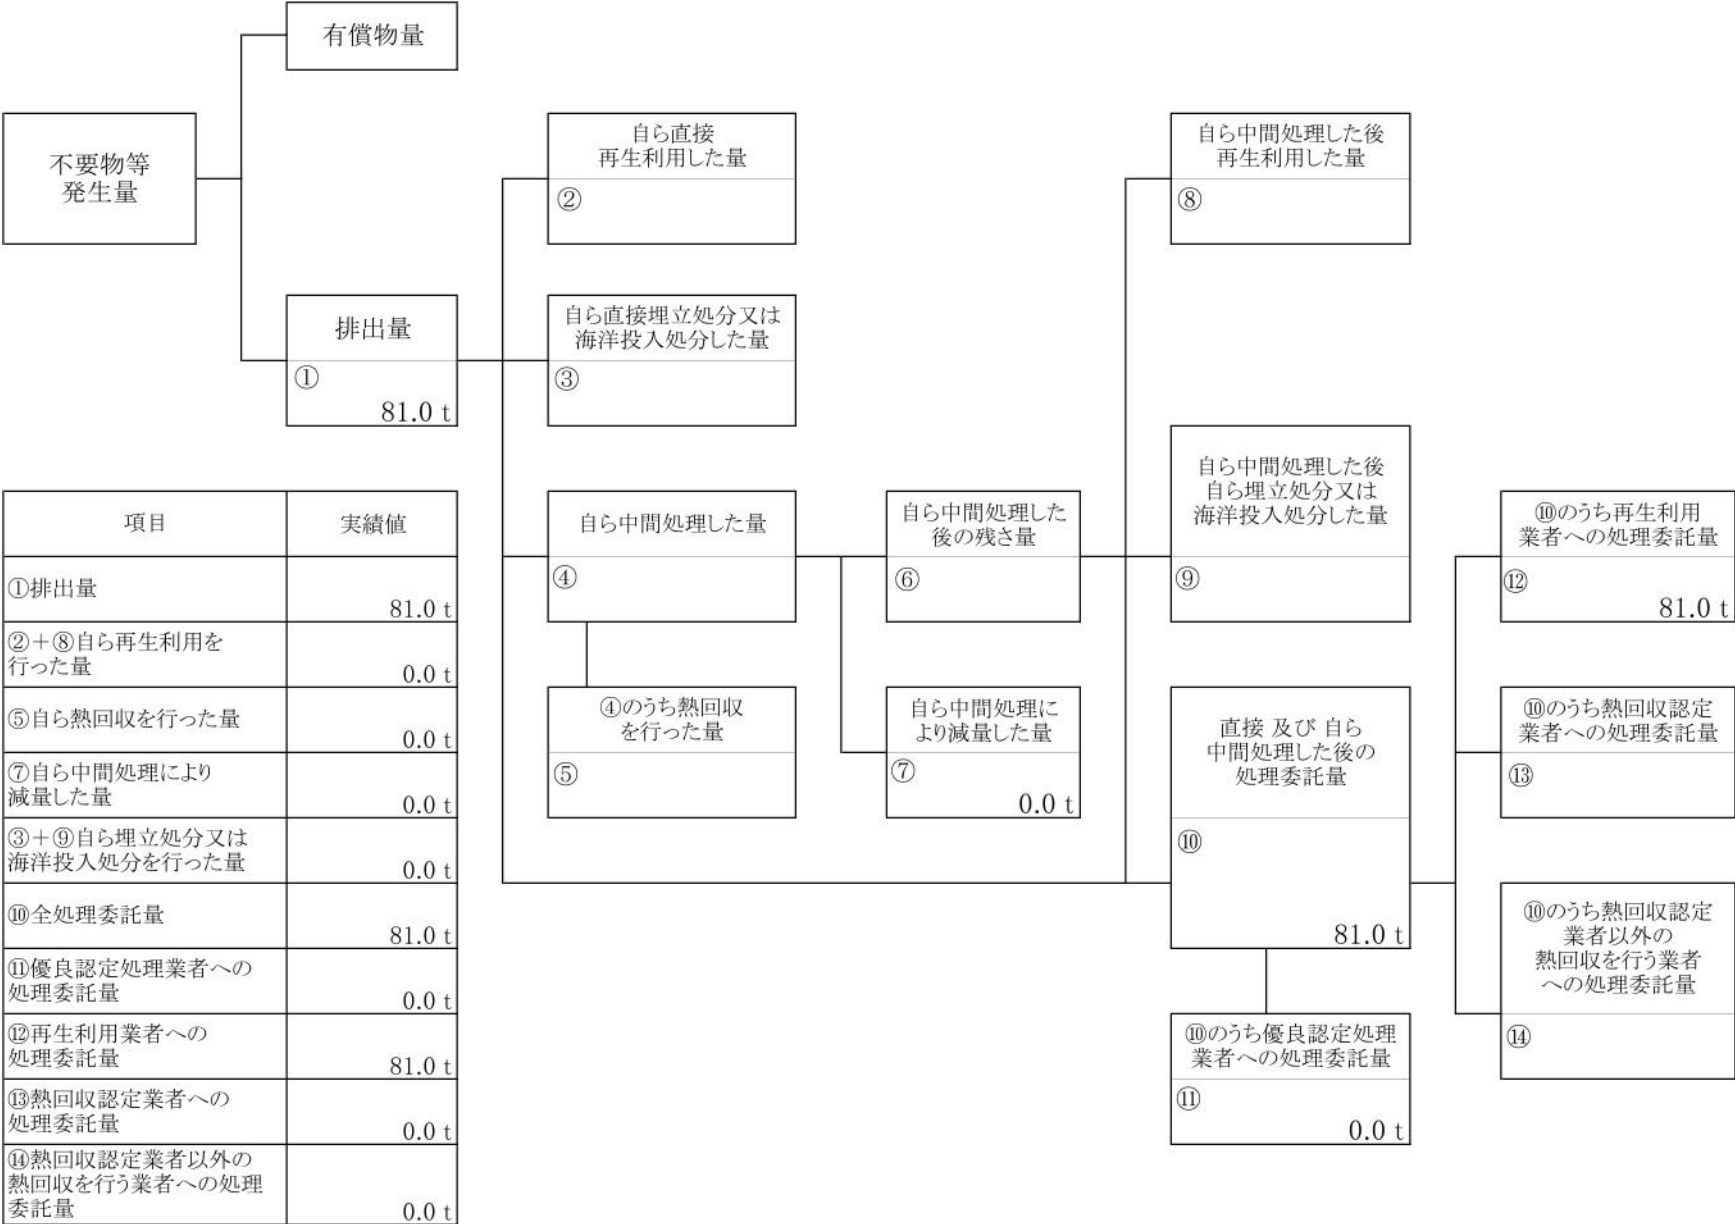 有償物量
不要物等
発生量
自ら直接
再生利用した量
②
自ら中間処理した後
再生利用した量
⑧
排出量
①
81.0 t
自ら直接埋立処分又は
海洋投入処分した量
③
自ら中間処理した量
④
自ら中間処理した
後の残さ量
⑥
自ら中間処理した後
自ら埋立処分又は
海洋投入処分した量
⑨
⑩のうち再生利用
業者への処理委託量
⑫
81.0 t
④のうち熱回収
を行った量
⑤
自ら中間処理に
より減量した量
⑦
0.0 t
直接 及び 自ら
中間処理した後の
処理委託量
⑩
81.0 t
⑩のうち熱回収認定
業者への処理委託量
⑬
⑩のうち熱回収認定
業者以外の
熱回収を行う業者
への処理委託量
⑭
⑩のうち優良認定処理
業者への処理委託量
⑪
0.0 t
項目 実績値
①排出量
81.0 t
②+⑧自ら再生利用を
行った量
0.0 t
⑤自ら熱回収を行った量
0.0 t
⑦自ら中間処理により
減量した量
0.0 t
③+⑨自ら埋立処分又は
海洋投入処分を行った量
0.0 t
⑩全処理委託量
81.0 t
⑪優良認定処理業者への
処理委託量
0.0 t
⑫再生利用業者への
処理委託量
81.0 t
⑬熱回収認定業者への
処理委託量
0.0 t
⑭熱回収認定業者以外の
熱回収を行う業者への処理
委託量
0.0 t